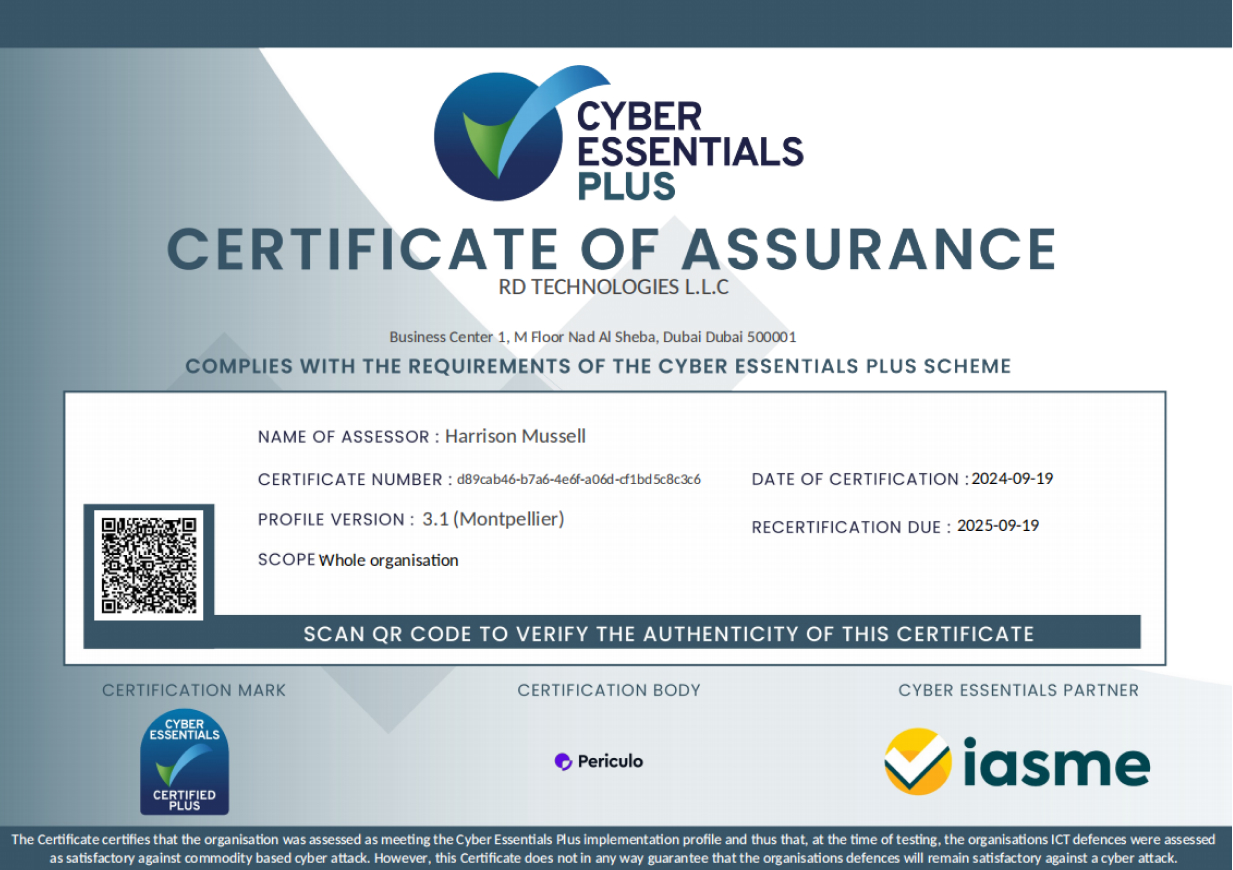 CYBER
ESSENTIALS
PLUS
CERTIFICATE OF ASSURANCE
RD TECHNOLOGIES L.L.C
Business Center 1, M Floor Nad Al Sheba, Dubai Dubai 500001
COMPLIES WITH THE REQUIREMENTS OF THE CYBER ESSENTIALS PLUS SCHEME
NAME OF ASSESSOR : Harrison Mussell
CERTIFICATE NUMBER : d89cab46-b7a6-4e6f-a06d-cf1bd5c8c3c6
DATE OF CERTIFICATION : 2024-09-19
PROFILE VERSION : 3.1 (Montpellier)
RECERTIFICATION DUE : 2025-09-19
SCOPE : Whole organisation
SCAN QR CODE TO VERIFY THE AUTHENTICITY OF THIS CERTIFICATE
CERTIFICATION MARK
CERTIFICATION BODY
CYBER ESSENTIALS PARTNER
CYBER
ESSENTIALS
CERTIFIED
PLUS
Periculo
iasme
The Certificate certifies that the organisation was assessed as meeting the Cyber Essentials Plus implementation profile and thus that, at the time of testing, the organisations ICT defences were assessed
as satisfactory against commodity based cyber attack. However, this Certificate does not in any way guarantee that the organisations defences will remain satisfactory against a cyber attack.